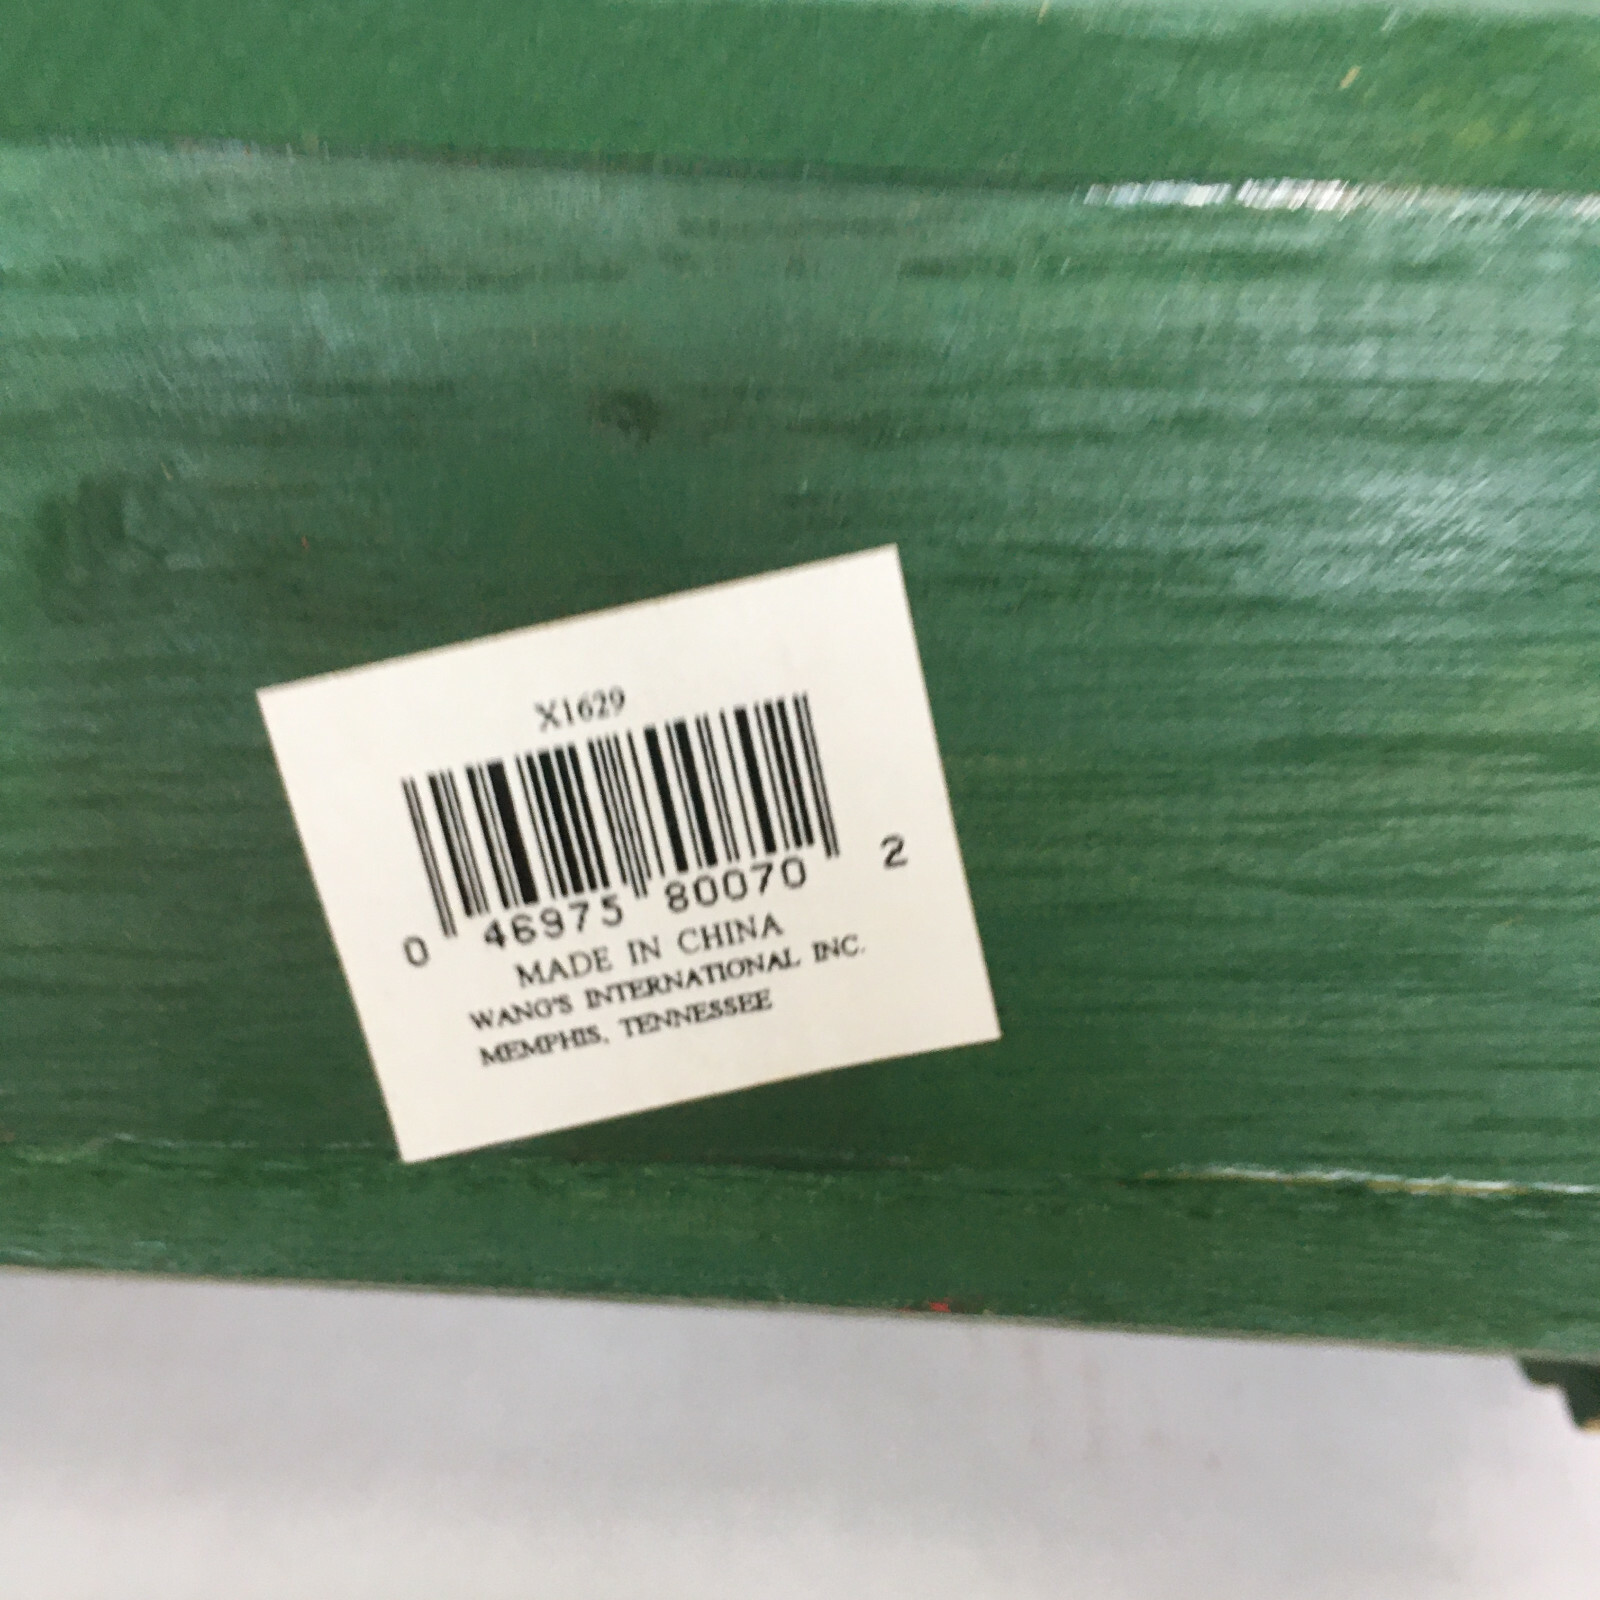 X1629
0 46975 80070 2
MADE IN CHINA
WANG'S INTERNATIONAL INC.
MEMPHIS, TENNESSEE